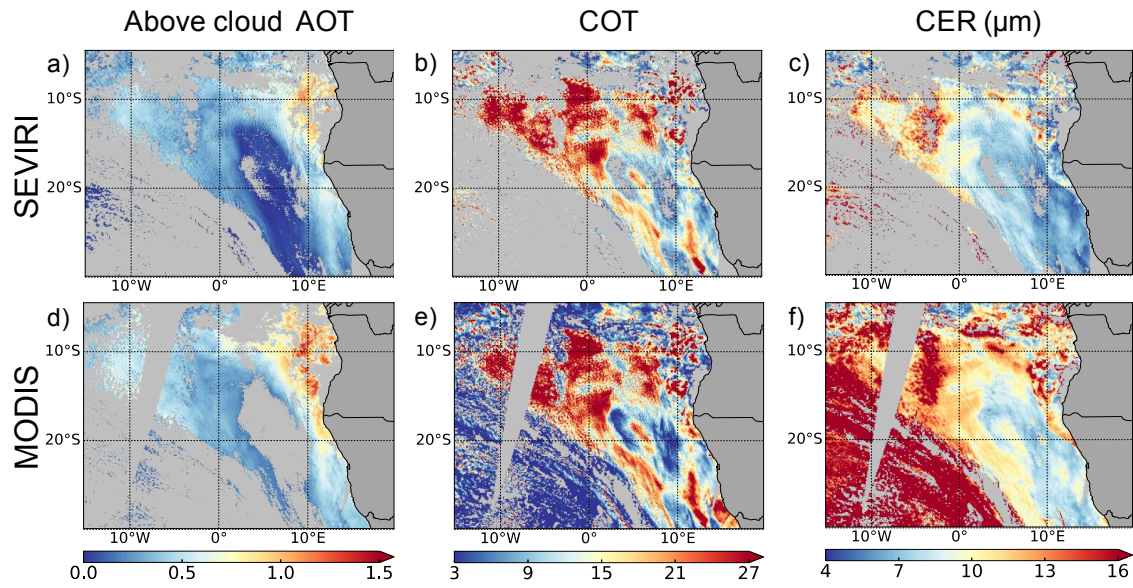 Above cloud AOT COT CER (μm)
SEVIRI
a) b) c)
10°S 10°S 10°S
20°S 20°S 20°S
10°W 0° 10°E 10°W 0° 10°E 10°W 0° 10°E
MODIS
d) e) f)
10°S 10°S 10°S
20°S 20°S 20°S
10°W 0° 10°E 10°W 0° 10°E 10°W 0° 10°E
0.0 0.5 1.0 1.5 3 9 15 21 27 4 7 10 13 16